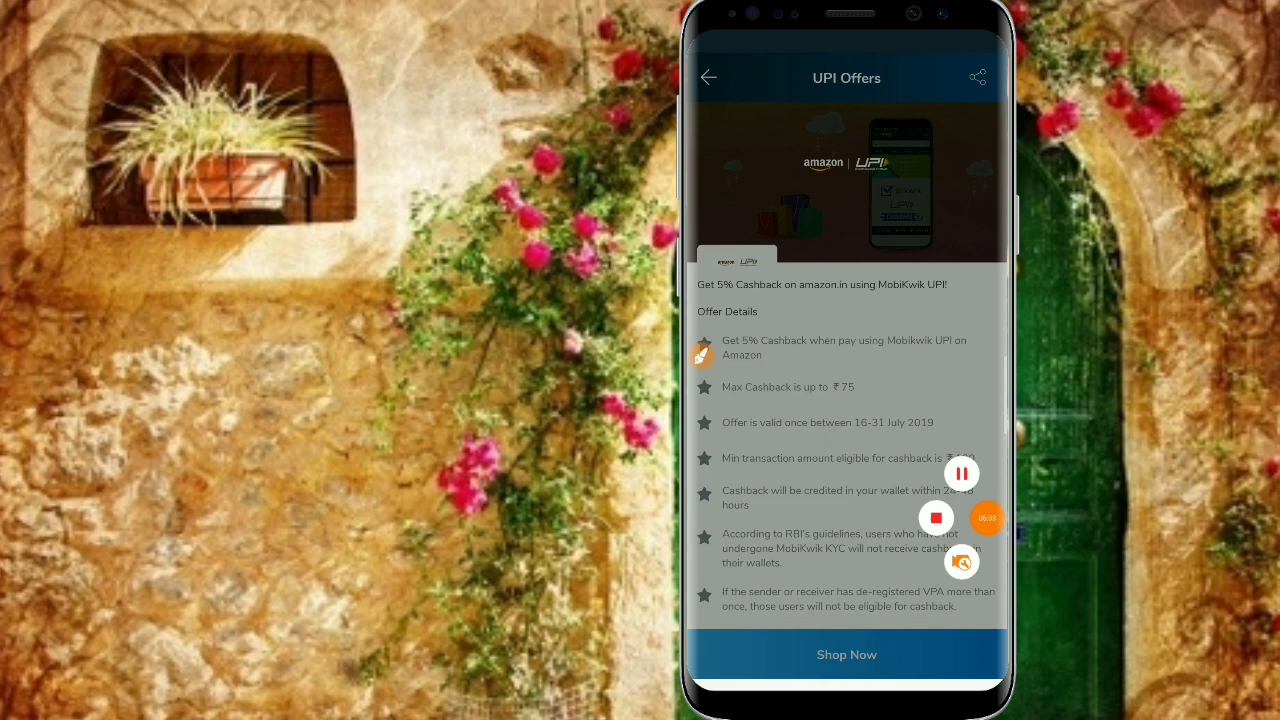 UPI Offers
amazon | UPI
amazon UPI
Get 5% Cashback on amazon.in using MobiKwik UPI!
Offer Details
Get 5% Cashback when pay using Mobikwik UPI on
Amazon
Max Cashback is up to ₹ 75
Offer is valid once between 16-31 July 2019
Min transaction amount eligible for cashback is ₹
Cashback will be credited in your wallet within
hours
According to RBI's guidelines, users who have not
undergone MobiKwik KYC will not receive cashback in
their wallets.
If the sender or receiver has de-registered VPA more than
once, those users will not be eligible for cashback.
05:03
Shop Now